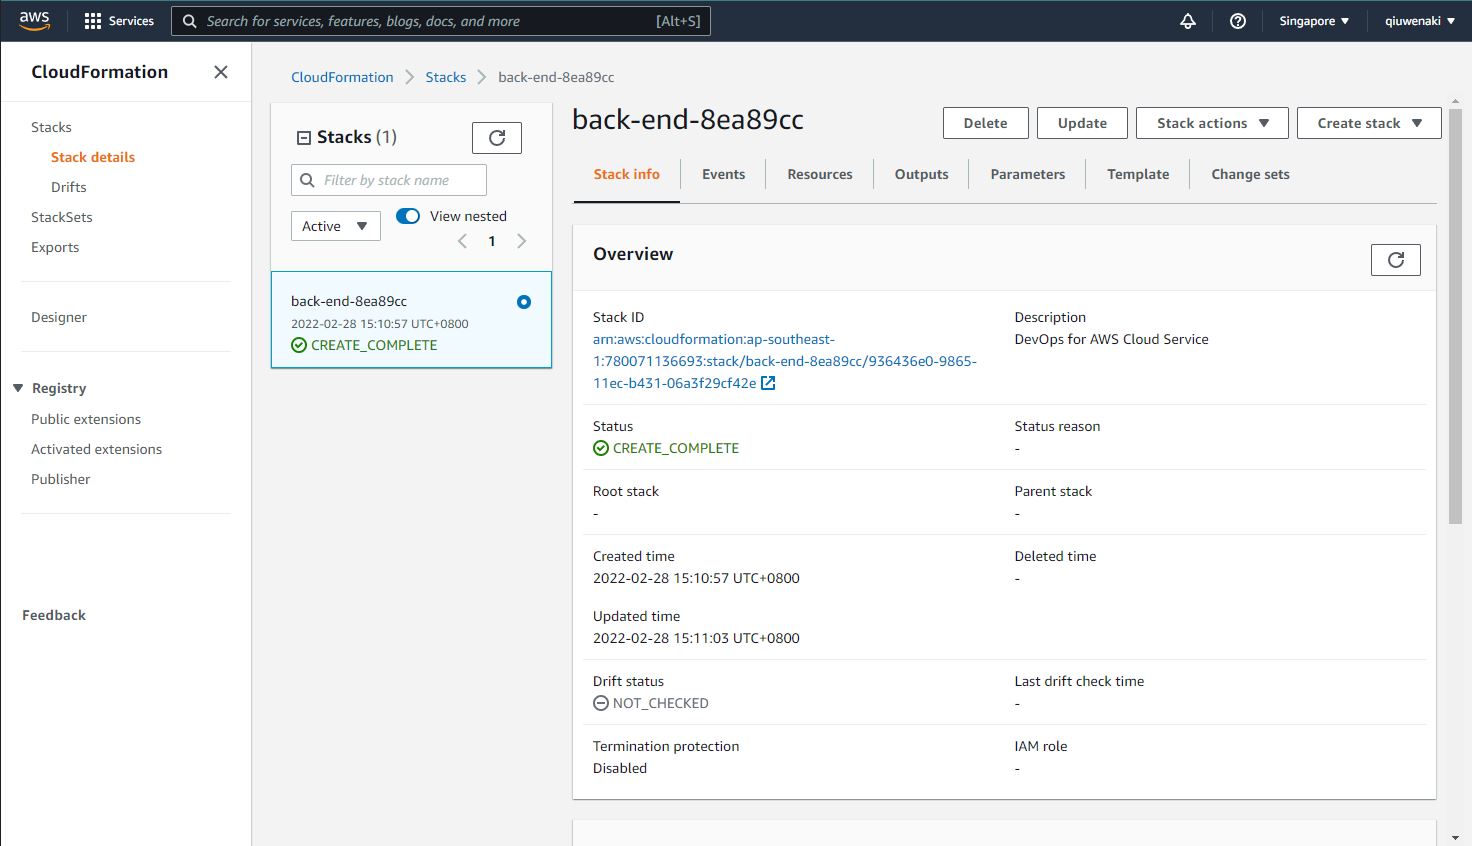 aws
Services
Search for services, features, blogs, docs, and more
[Alt+S]
Singapore
qiuwenaki
CloudFormation
Stacks
Stack details
Drifts
StackSets
Exports
Designer
Registry
Public extensions
Activated extensions
Publisher
Feedback
CloudFormation
Stacks
back-end-8ea89cc
Stacks (1)
Filter by stack name
Active
View nested
1
back-end-8ea89cc
2022-02-28 15:10:57 UTC+0800
CREATE_COMPLETE
back-end-8ea89cc
Delete
Update
Stack actions
Create stack
Stack info
Events
Resources
Outputs
Parameters
Template
Change sets
Overview
Stack ID
arn:aws:cloudformation:ap-southeast-
1:780071136693:stack/back-end-8ea89cc/936436e0-9865-
11ec-b431-06a3f29cf42e
Description
DevOps for AWS Cloud Service
Status
CREATE_COMPLETE
Status reason
-
Root stack
-
Parent stack
-
Created time
2022-02-28 15:10:57 UTC+0800
Deleted time
-
Updated time
2022-02-28 15:11:03 UTC+0800
Drift status
NOT_CHECKED
Last drift check time
-
Termination protection
Disabled
IAM role
-